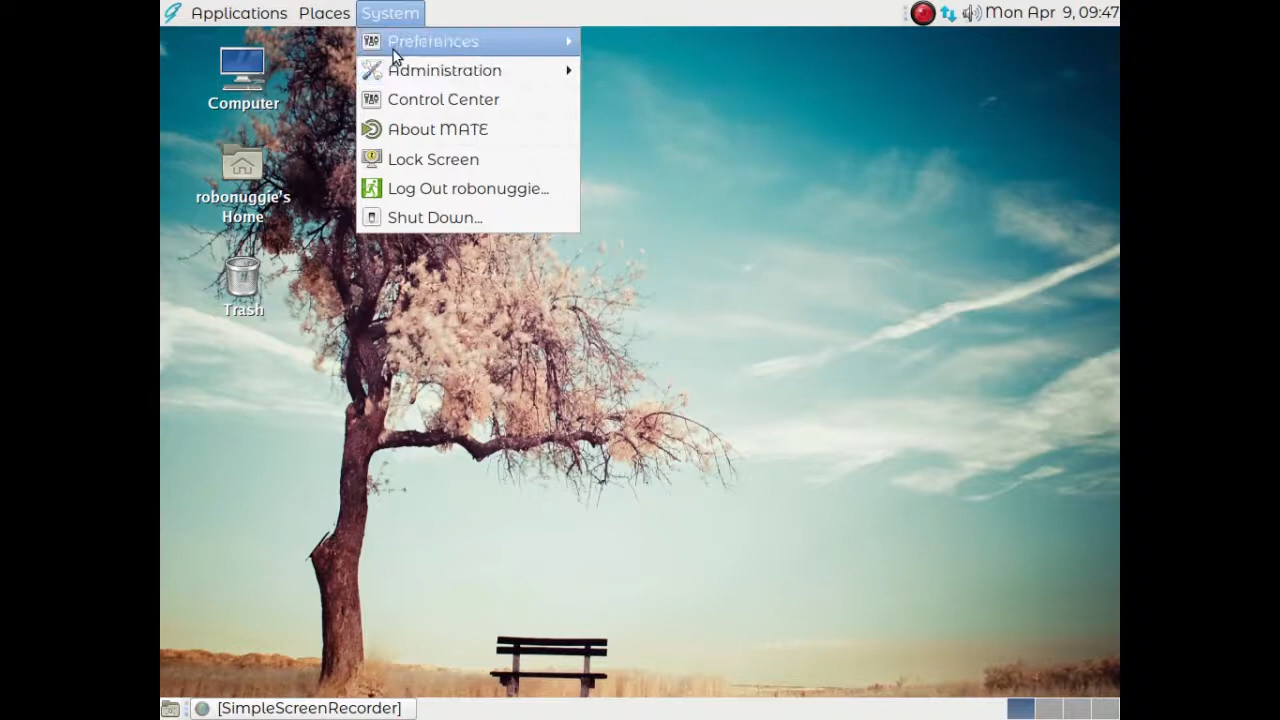 Applications Places System
Mon Apr 9, 09:47
Preferences
Administration
Control Center
About MATE
Lock Screen
Log Out robonuggie...
Shut Down...
Computer
robonuggie's
Home
Trash
[SimpleScreenRecorder]